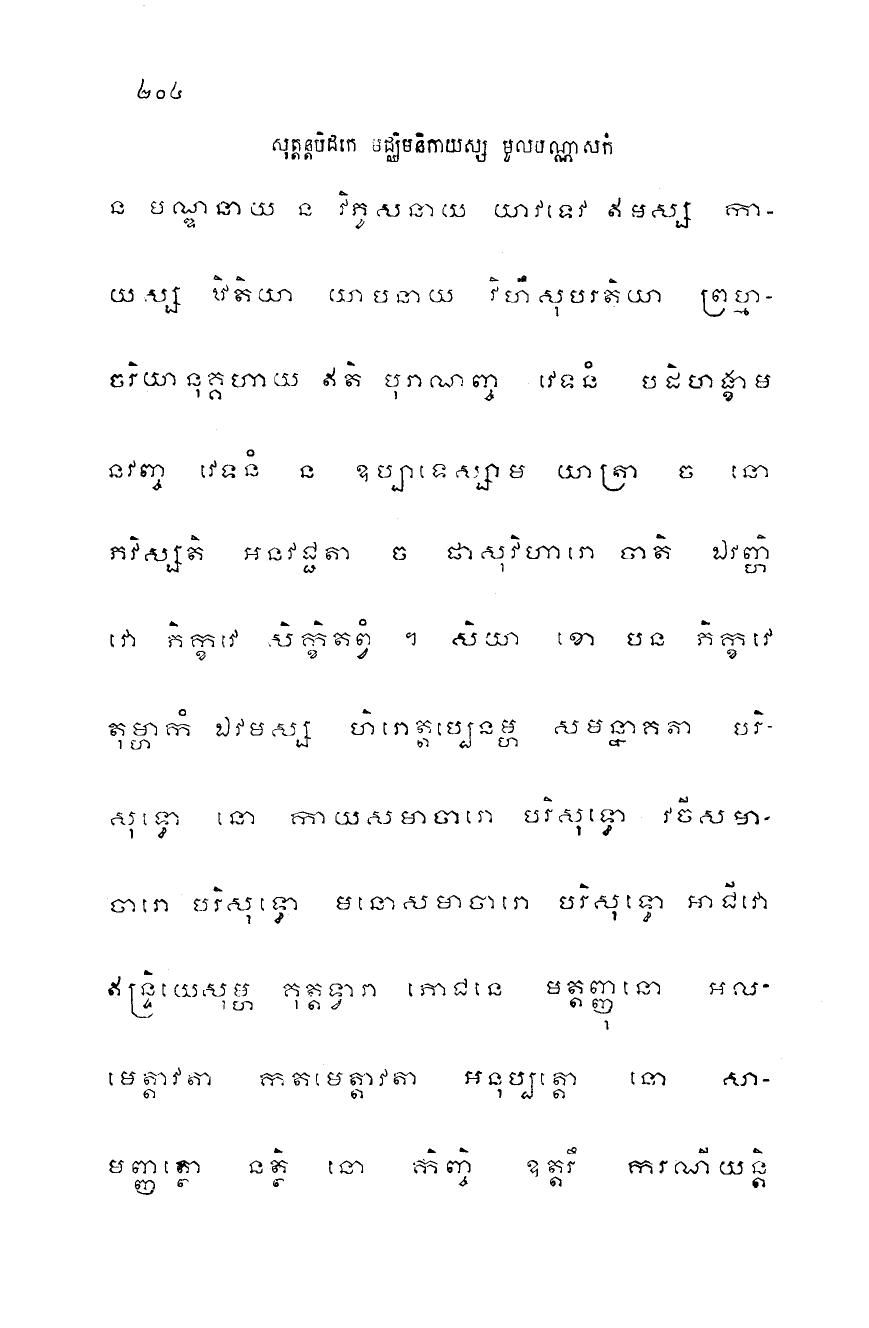 ២០៤
សុត្តន្តបិដកេ មជ្ឈិមនិកាយស្ស មូលបណ្ណាសកំ
ន មណ្ឌនាយ ន វិភូសនាយ យាវទេវ ឥមស្ស កា-
យស្ស ឋិតិយា យាបនាយ វិហឹសុបរតិយា ព្រហ្ម-
ចរិយានុគ្គហាយ ឥតិ បុរាណញ្ច វេទនំ បដិហង្ខាម
នវញ្ច វេទនំ ន ឧប្បាទេស្សាម យាត្រា ច នោ
ភវិស្សតិ អនវជ្ជតា ច ផាសុវិហារោ ចាតិ ឯវញ្ហិ
វោ ភិក្ខវេ សិក្ខិតព្វំ ។ សិយា ខោ បន ភិក្ខវេ
តុម្ហាកំ ឯវមស្ស ហិរោត្តប្បេនម្ហ សមន្នាគតា បរិ-
សុទ្ធោ នោ កាយសមាចារោ បរិសុទ្ធោ វចីសមា-
ចារោ បរិសុទ្ធោ មនោសមាចារោ បរិសុទ្ធោ អាជីវោ
ឥន្ទ្រិយេសុម្ហ គុត្តទ្វារា ភោជនេ មត្តញ្ញុនោ អល-
មេត្តាវតា កតមេត្តាវតា អនុប្បត្តោ នោ សា-
មញ្ញត្ថោ នត្ថិ នោ កិញ្ចិ ឧត្តរឹ ករណីយន្តិ